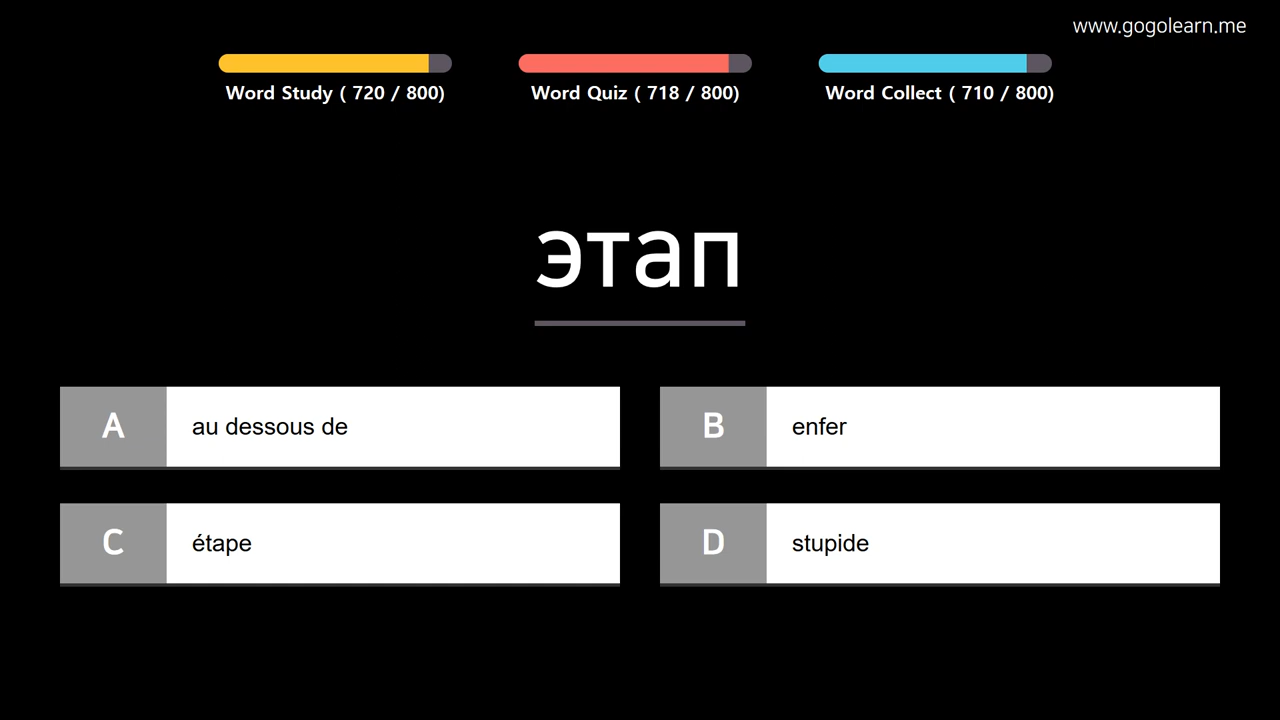 www.gogolearn.me
Word Study ( 720 / 800)
Word Quiz ( 718 / 800)
Word Collect ( 710 / 800)
этап
A au dessous de
B enfer
C étape
D stupide